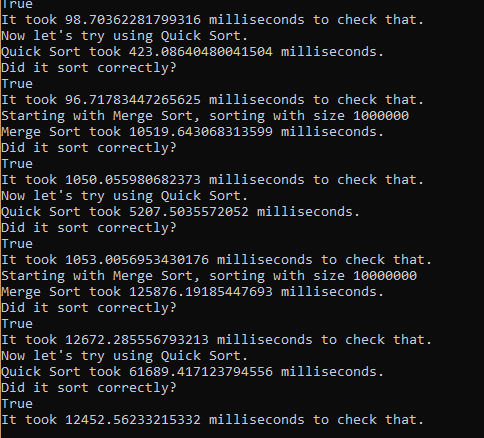 True
It took 98.70362281799316 milliseconds to check that.
Now let's try using Quick Sort.
Quick Sort took 423.08640480041504 milliseconds.
Did it sort correctly?
True
It took 96.71783447265625 milliseconds to check that.
Starting with Merge Sort, sorting with size 1000000
Merge Sort took 10519.643068313599 milliseconds.
Did it sort correctly?
True
It took 1050.055980682373 milliseconds to check that.
Now let's try using Quick Sort.
Quick Sort took 5207.5035572052 milliseconds.
Did it sort correctly?
True
It took 1053.0056953430176 milliseconds to check that.
Starting with Merge Sort, sorting with size 10000000
Merge Sort took 125876.19185447693 milliseconds.
Did it sort correctly?
True
It took 12672.285556793213 milliseconds to check that.
Now let's try using Quick Sort.
Quick Sort took 61689.417123794556 milliseconds.
Did it sort correctly?
True
It took 12452.56233215332 milliseconds to check that.